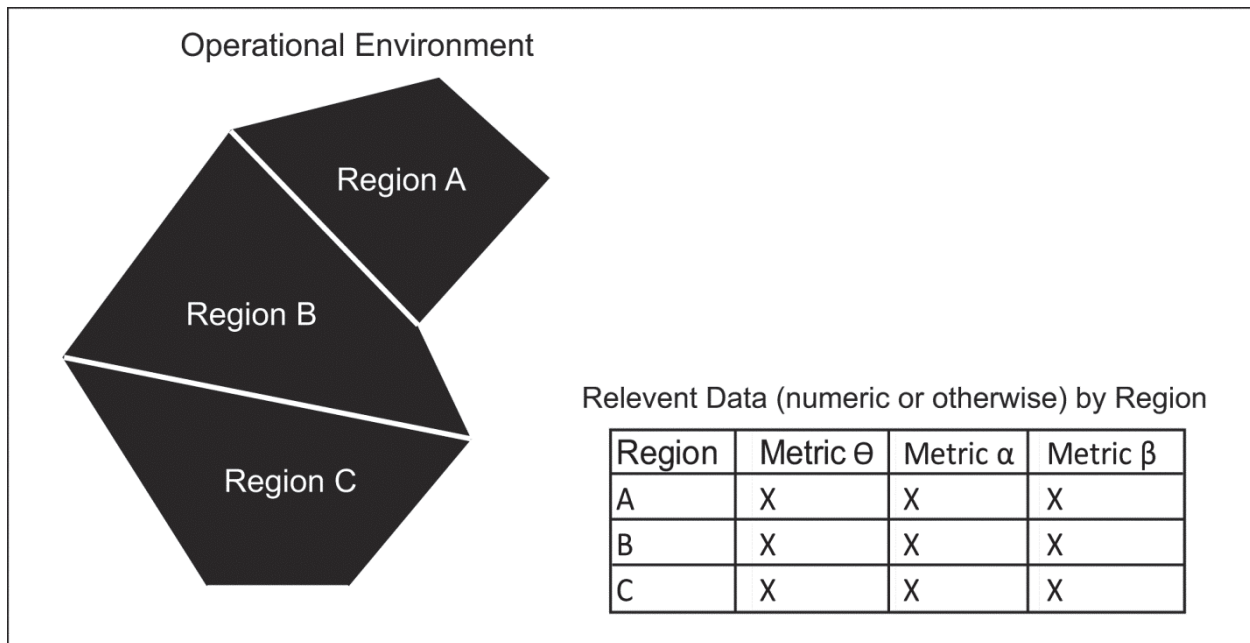 Operational Environment
Region A
Region B
Region C
Relevent Data (numeric or otherwise) by Region
Region Metric Θ Metric α Metric β
A X X X
B X X X
C X X X